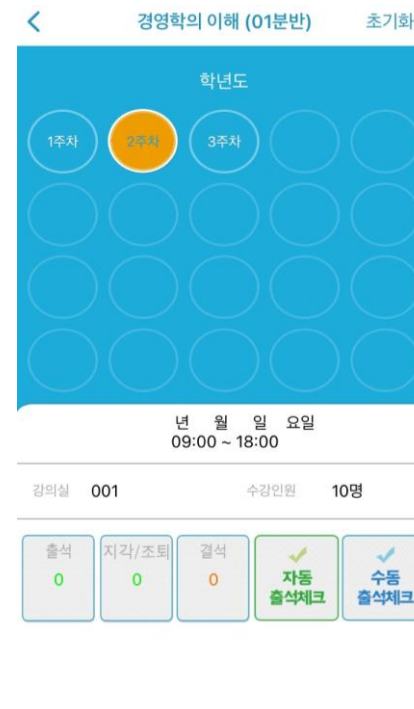 경영학의 이해 (01분반) 초기화
학년도
1주차 2주차 3주차
년 월 일 요일
09:00 ~ 18:00
강의실 001 수강인원 10명
출석 지각/조퇴 결석 자동 수동
0 0 0 출석체크 출석체크